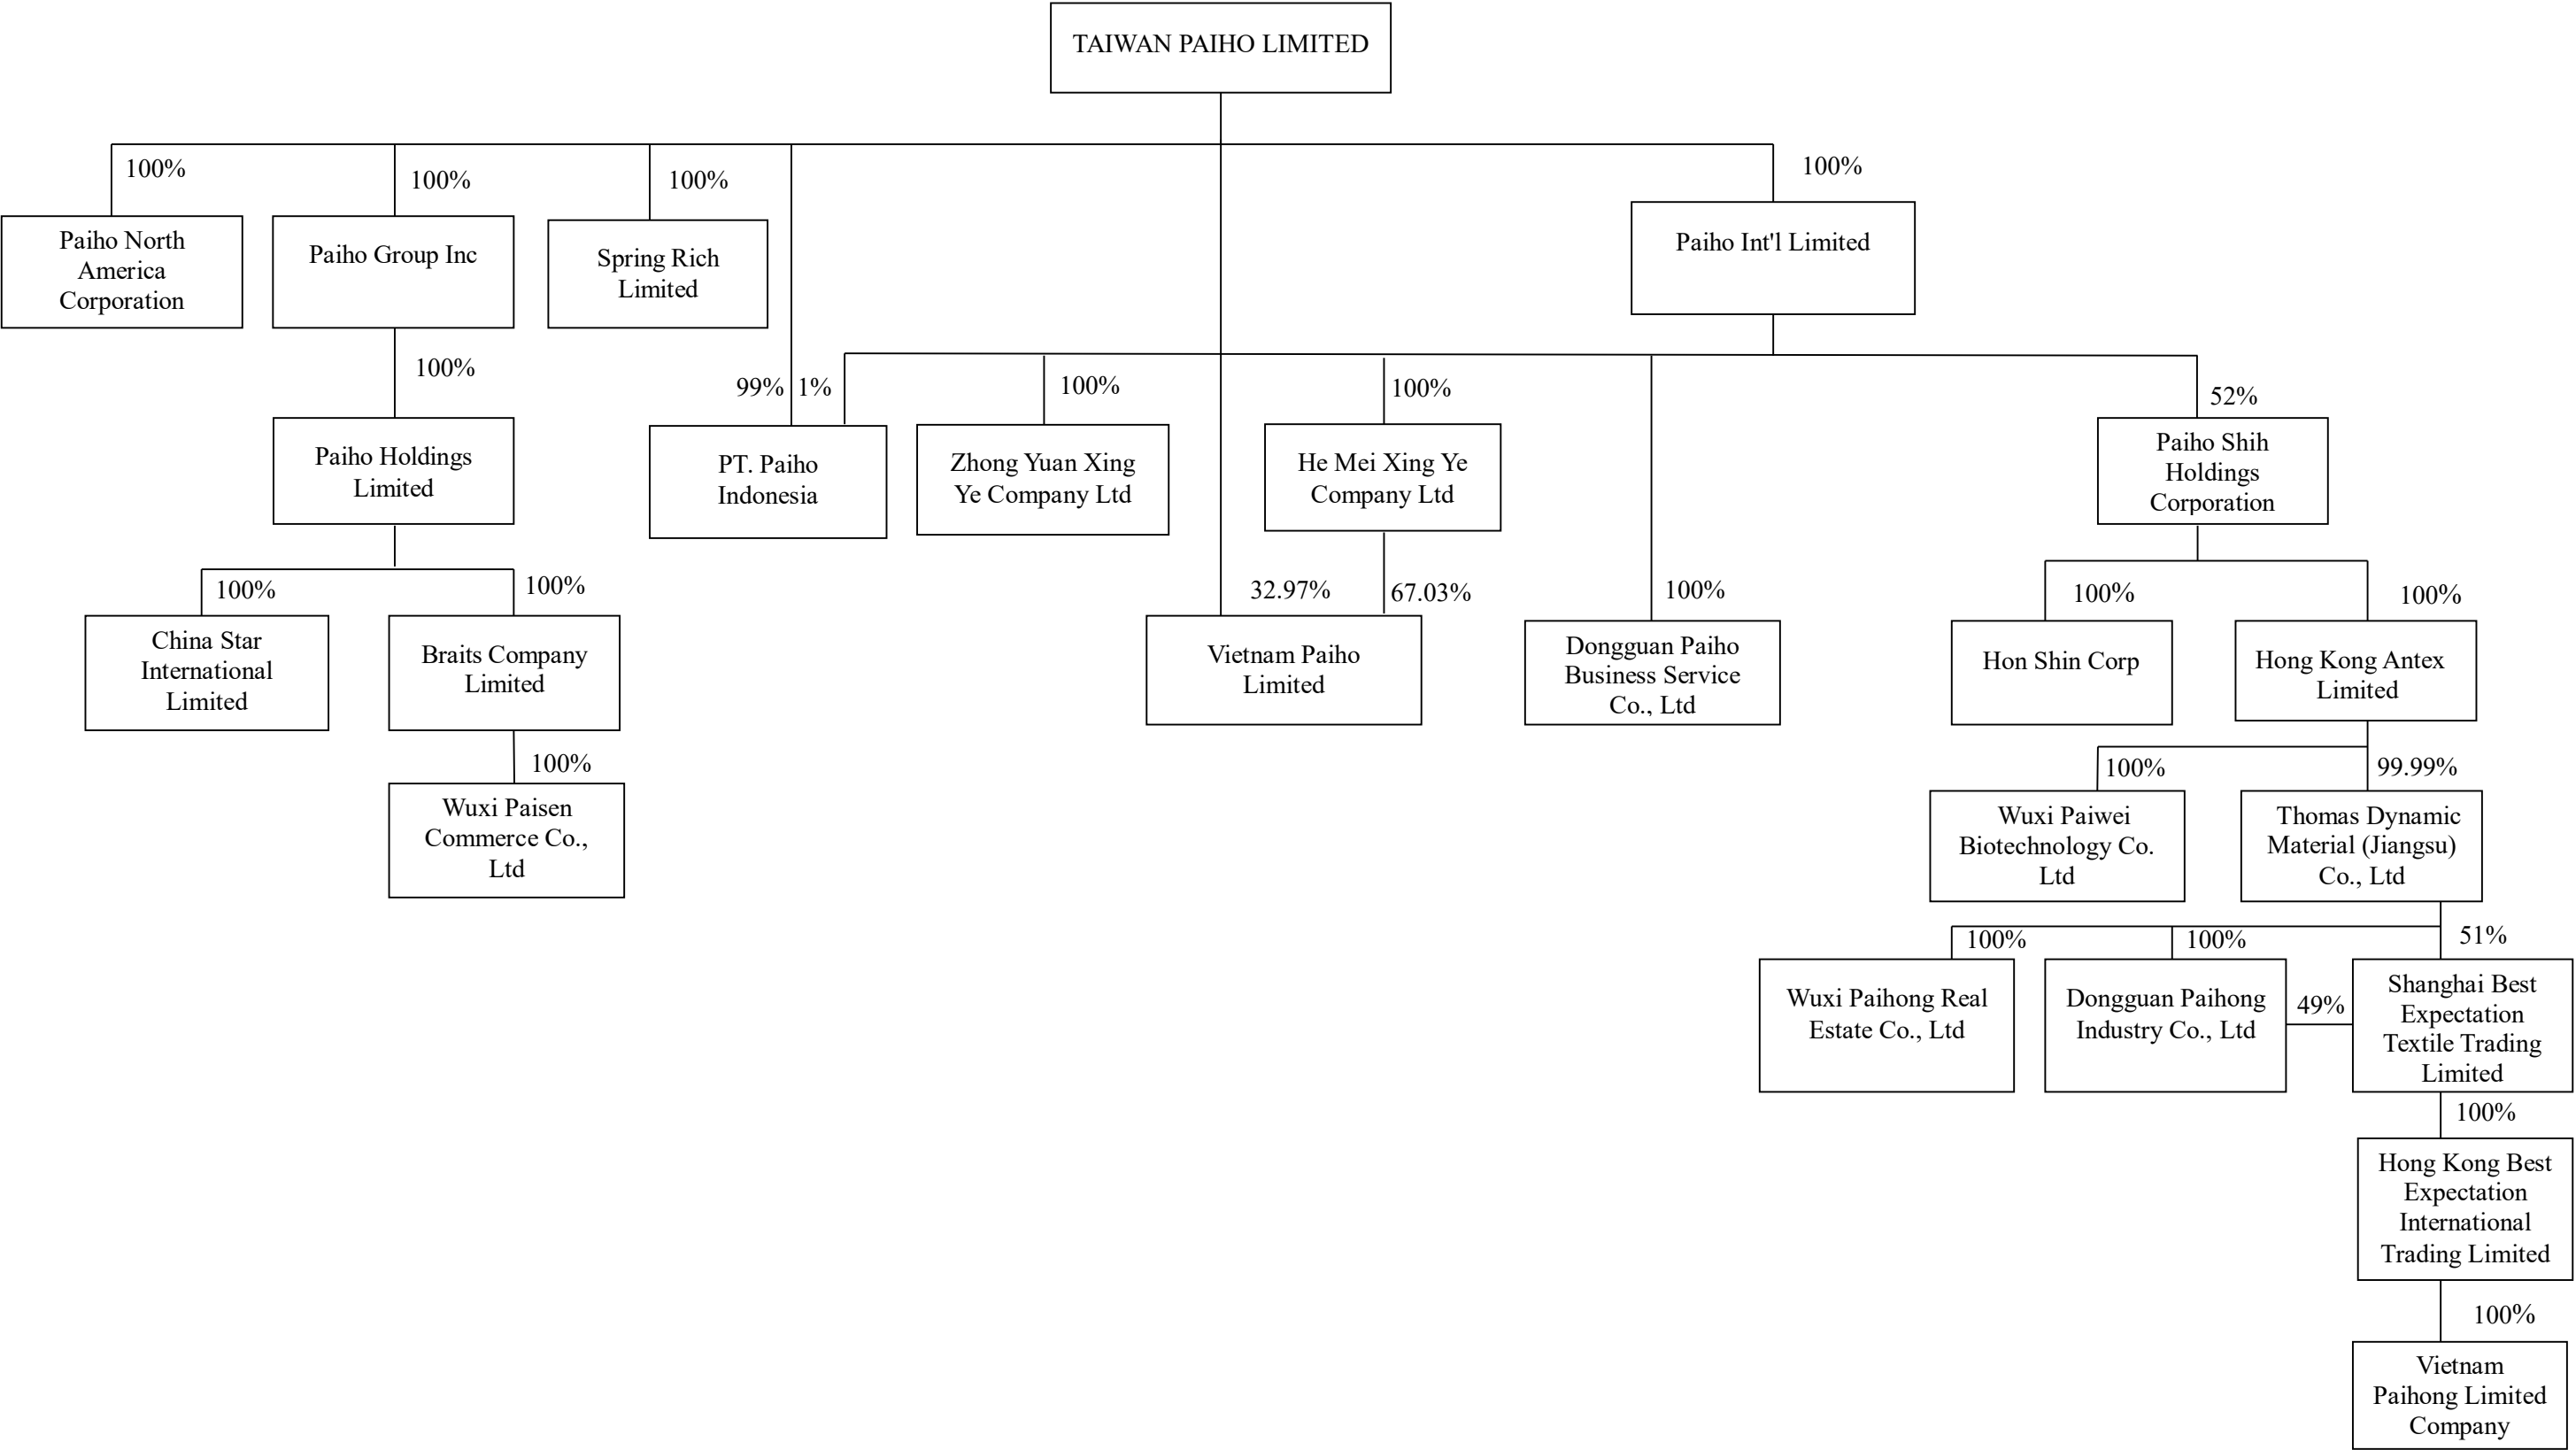 TAIWAN PAIHO LIMITED
100%
100%
100%
100%
Paiho North
America
Corporation
Paiho Group Inc
Spring Rich
Limited
Paiho Int'l Limited
100%
99%
1%
100%
100%
52%
Paiho Holdings
Limited
PT. Paiho
Indonesia
Zhong Yuan Xing
Ye Company Ltd
He Mei Xing Ye
Company Ltd
Paiho Shih
Holdings
Corporation
100%
100%
32.97%
67.03%
100%
100%
100%
China Star
International
Limited
Braits Company
Limited
Vietnam Paiho
Limited
Dongguan Paiho
Business Service
Co., Ltd
Hon Shin Corp
Hong Kong Antex
Limited
100%
100%
99.99%
Wuxi Paisen
Commerce Co.,
Ltd
Wuxi Paiwei
Biotechnology Co.
Ltd
Thomas Dynamic
Material (Jiangsu)
Co., Ltd
100%
100%
51%
Wuxi Paihong Real
Estate Co., Ltd
Dongguan Paihong
Industry Co., Ltd
49%
Shanghai Best
Expectation
Textile Trading
Limited
100%
Hong Kong Best
Expectation
International
Trading Limited
100%
Vietnam
Paihong Limited
Company